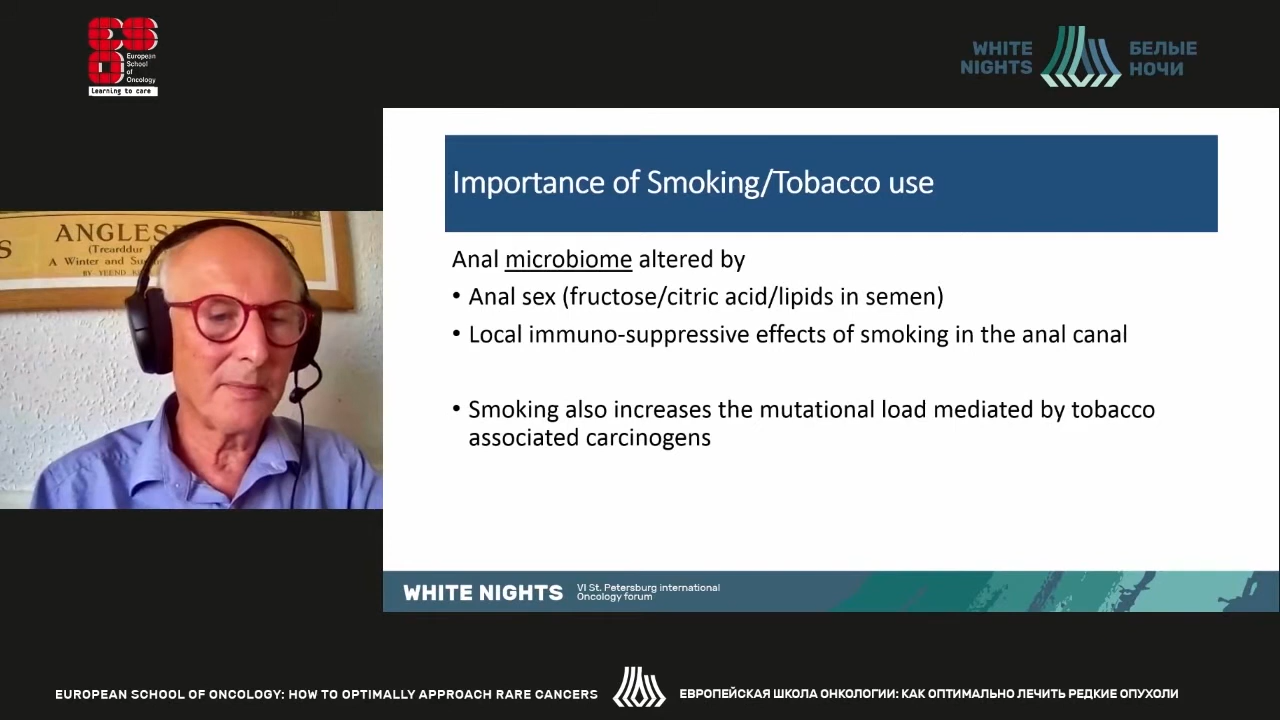 ESO
European
School
of
Oncology
Learning to care
WHITE
NIGHTS
БЕЛЫЕ
НОЧИ
S
ANGLES
(Trearddur
A Winter and
BY YEEND
Importance of Smoking/Tobacco use
Anal microbiome altered by
• Anal sex (fructose/citric acid/lipids in semen)
• Local immuno-suppressive effects of smoking in the anal canal
• Smoking also increases the mutational load mediated by tobacco
associated carcinogens
WHITE NIGHTS
VI St. Petersburg international
Oncology forum
EUROPEAN SCHOOL OF ONCOLOGY: HOW TO OPTIMALLY APPROACH RARE CANCERS
ЕВРОПЕЙСКАЯ ШКОЛА ОНКОЛОГИИ: КАК ОПТИМАЛЬНО ЛЕЧИТЬ РЕДКИЕ ОПУХОЛИ